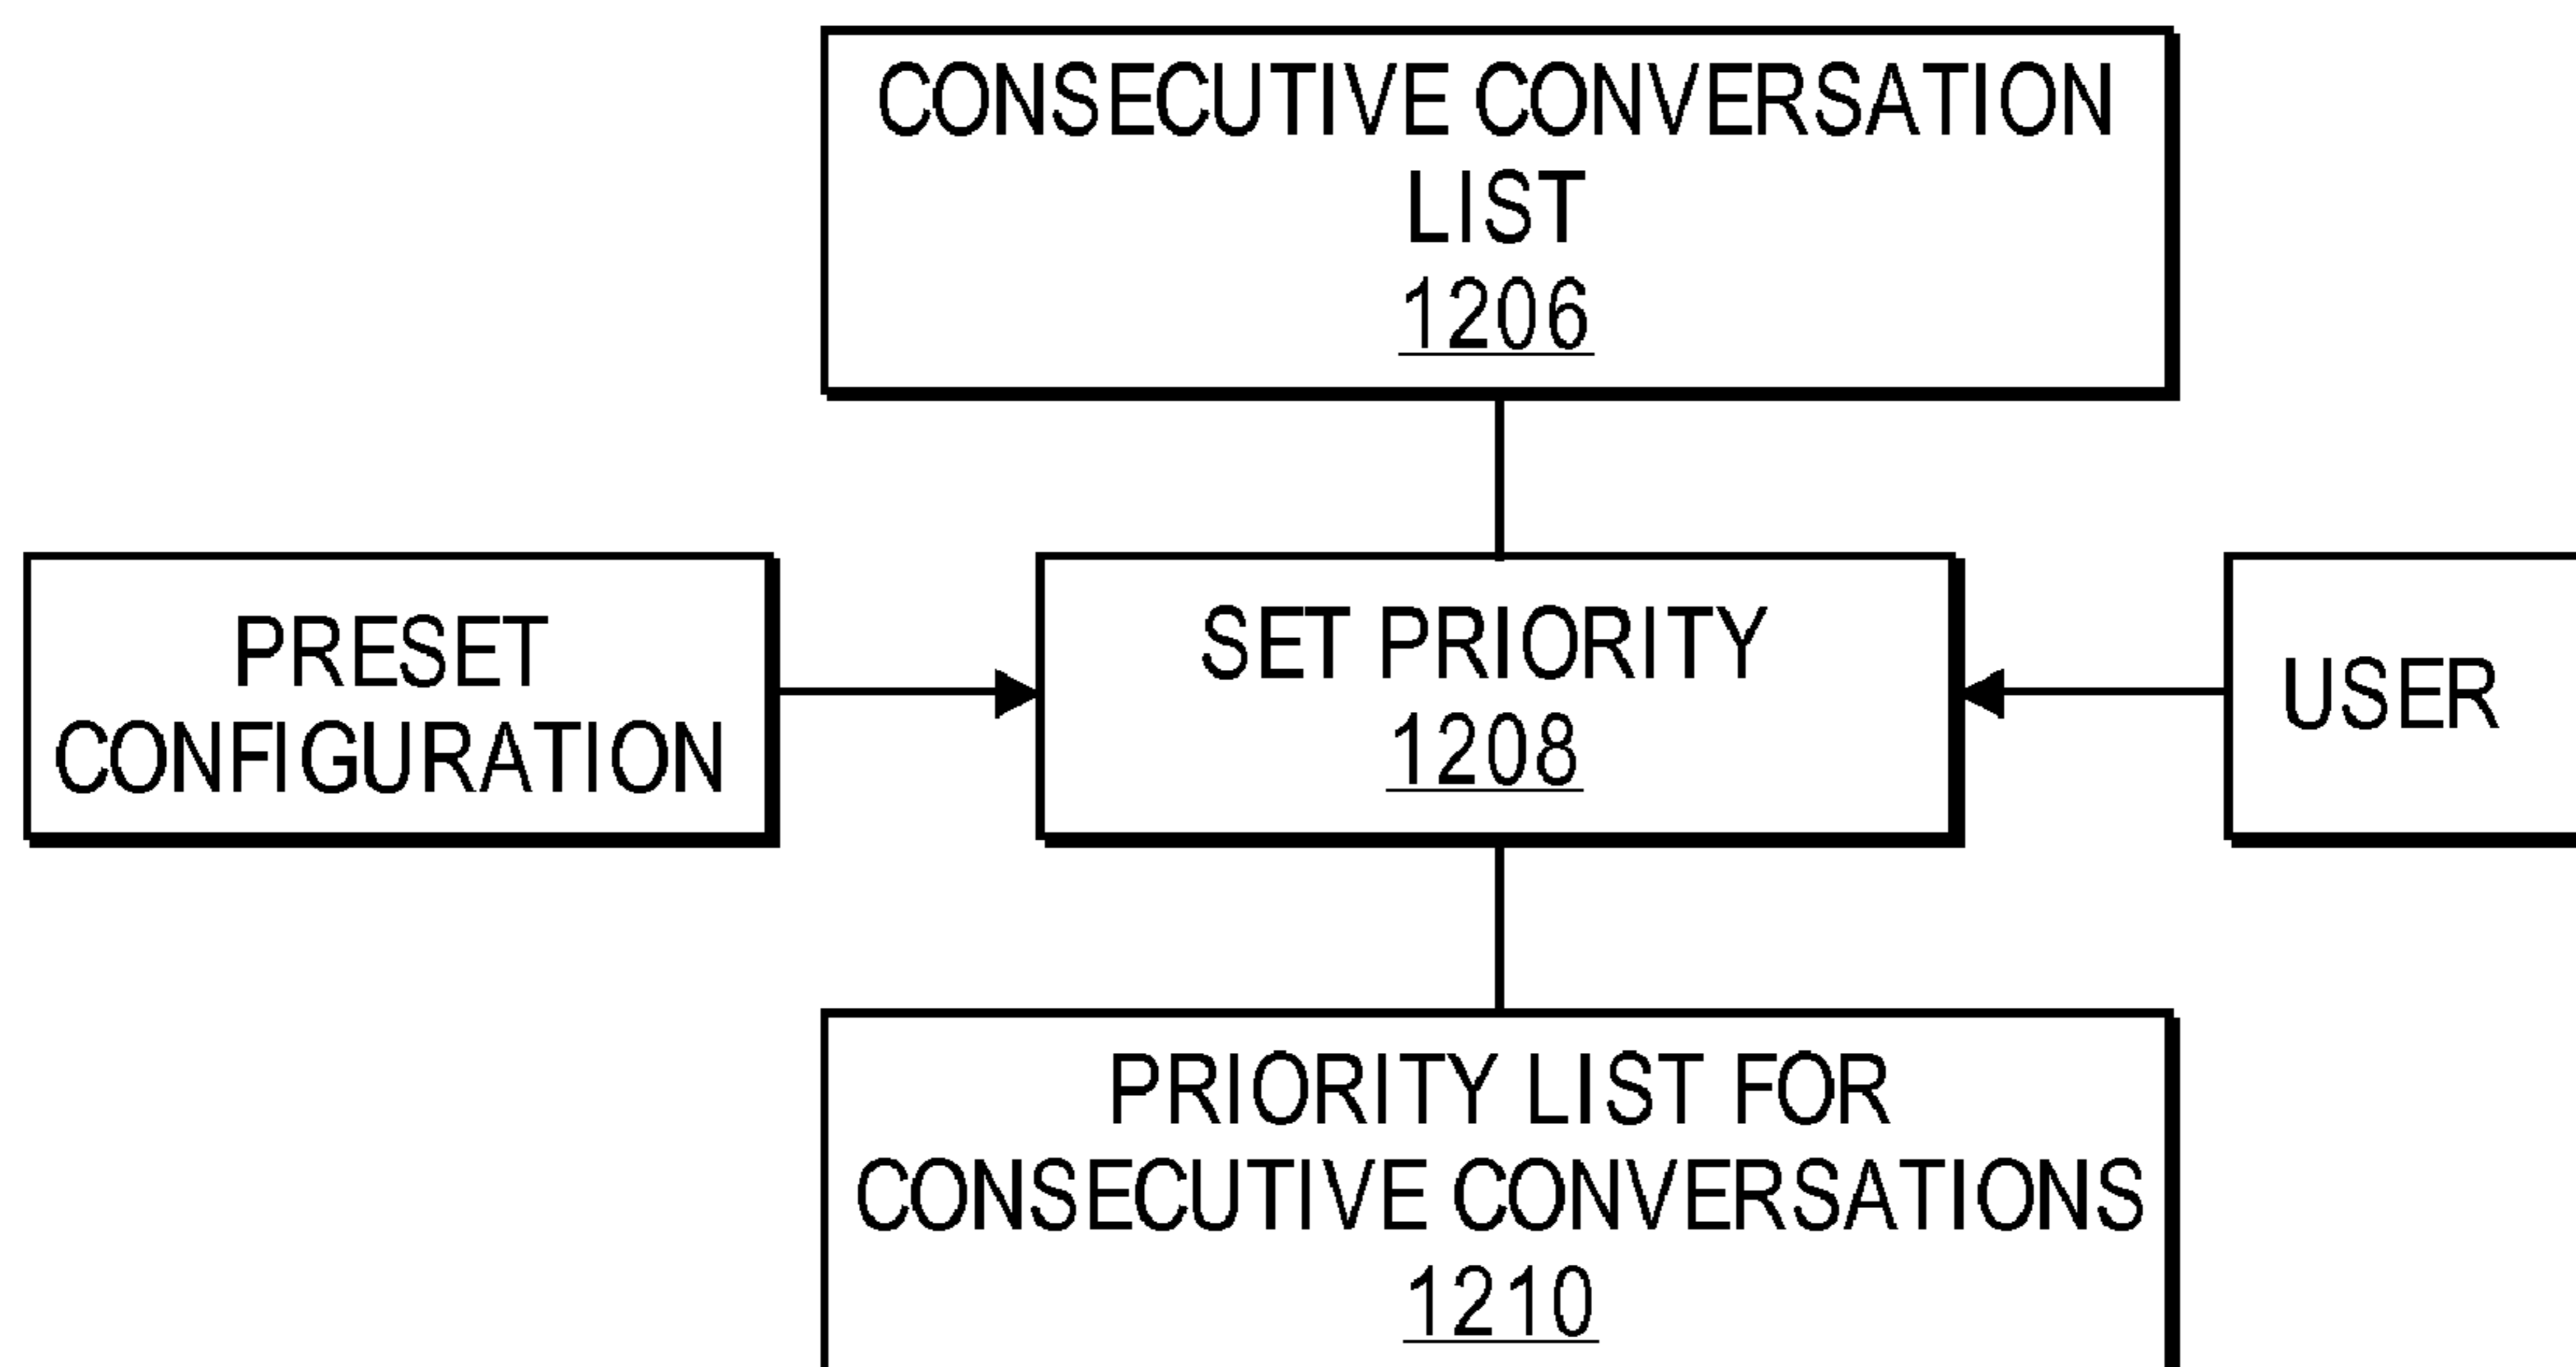 CONSECUTIVE CONVERSATION
LIST
1206
PRESET
CONFIGURATION
SET PRIORITY
1208
USER
PRIORITY LIST FOR
CONSECUTIVE CONVERSATIONS
1210